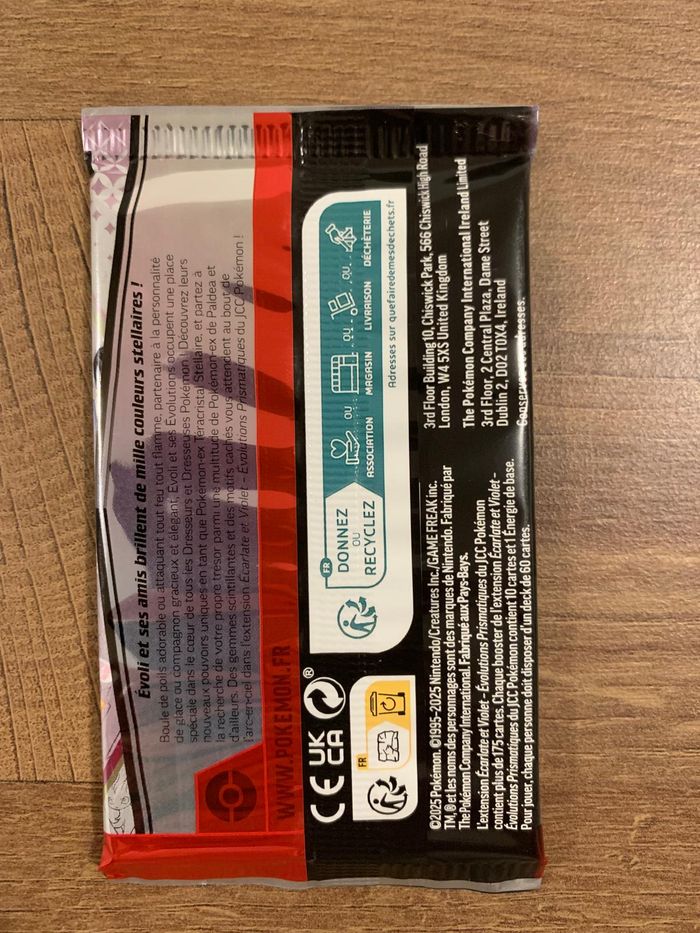 Évoli et ses amis brillent de mille couleurs stellaires !
Boule de poils adorable ou attaquant tout feu tout flamme, partenaire à la personnalité
de glace ou compagnon gracieux et élégant, Évoli et ses Évolutions occupent une place
spéciale dans le cœur de tous les Dresseurs et Dresseuses Pokémon ! Découvrez leurs
nouveaux pouvoirs uniques en tant que Pokémon-ex Téracristal Stellaire, et partez à
la recherche de votre propre trésor parmi une multitude de Pokémon-ex de Paldea et
d'ailleurs. Des gemmes scintillantes et des motifs cachés vous attendent au bout de
l'arc-en-ciel dans l'extension Écarlate et Violet – Évolutions Prismatiques du JCC Pokémon !
WWW.POKEMON.FR
CE UK
CA
®
FR
FR
DONNEZ
OU
RECYCLEZ
ASSOCIATION
OU
MAGASIN
OU
LIVRAISON
OU
DÉCHÈTERIE
Adresses sur quefairedemesdechets.fr
©2025 Pokémon. ©1995-2025 Nintendo/Creatures Inc./GAME FREAK inc.
TM, ® et les noms des personnages sont des marques de Nintendo. Fabriqué par
The Pokémon Company International. Fabriqué aux Pays-Bas.
L'extension Écarlate et Violet – Évolutions Prismatiques du JCC Pokémon
contient plus de 175 cartes. Chaque booster de l'extension Écarlate et Violet –
Évolutions Prismatiques du JCC Pokémon contient 10 cartes et 1 Énergie de base.
Pour jouer, chaque personne doit disposer d'un deck de 60 cartes.
3rd Floor Building 10, Chiswick Park, 566 Chiswick High Road
London, W4 5XS United Kingdom
The Pokémon Company International Ireland Limited
3rd Floor, 2 Central Plaza, Dame Street
Dublin 2, D02 T0X4, Ireland
adresses.